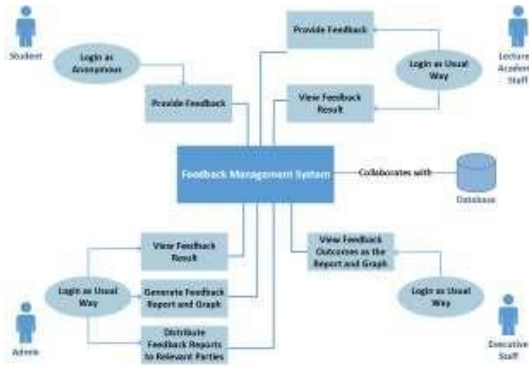 Student
Login as
Anonymous
Provide Feedback
Provide Feedback
View Feedback
Result
Login as Usual
Way
Lecture
Academ
Staff
Feedback Management System
Collaborates with
Database
View Feedback
Result
Generate Feedback
Report and Graph
Distribute
Feedback Reports
to Relevant Parties
Login as Usual
Way
Admin
View Feedback
Outcomes as the
Report and Graph
Login as Usual
Way
Executive
Staff